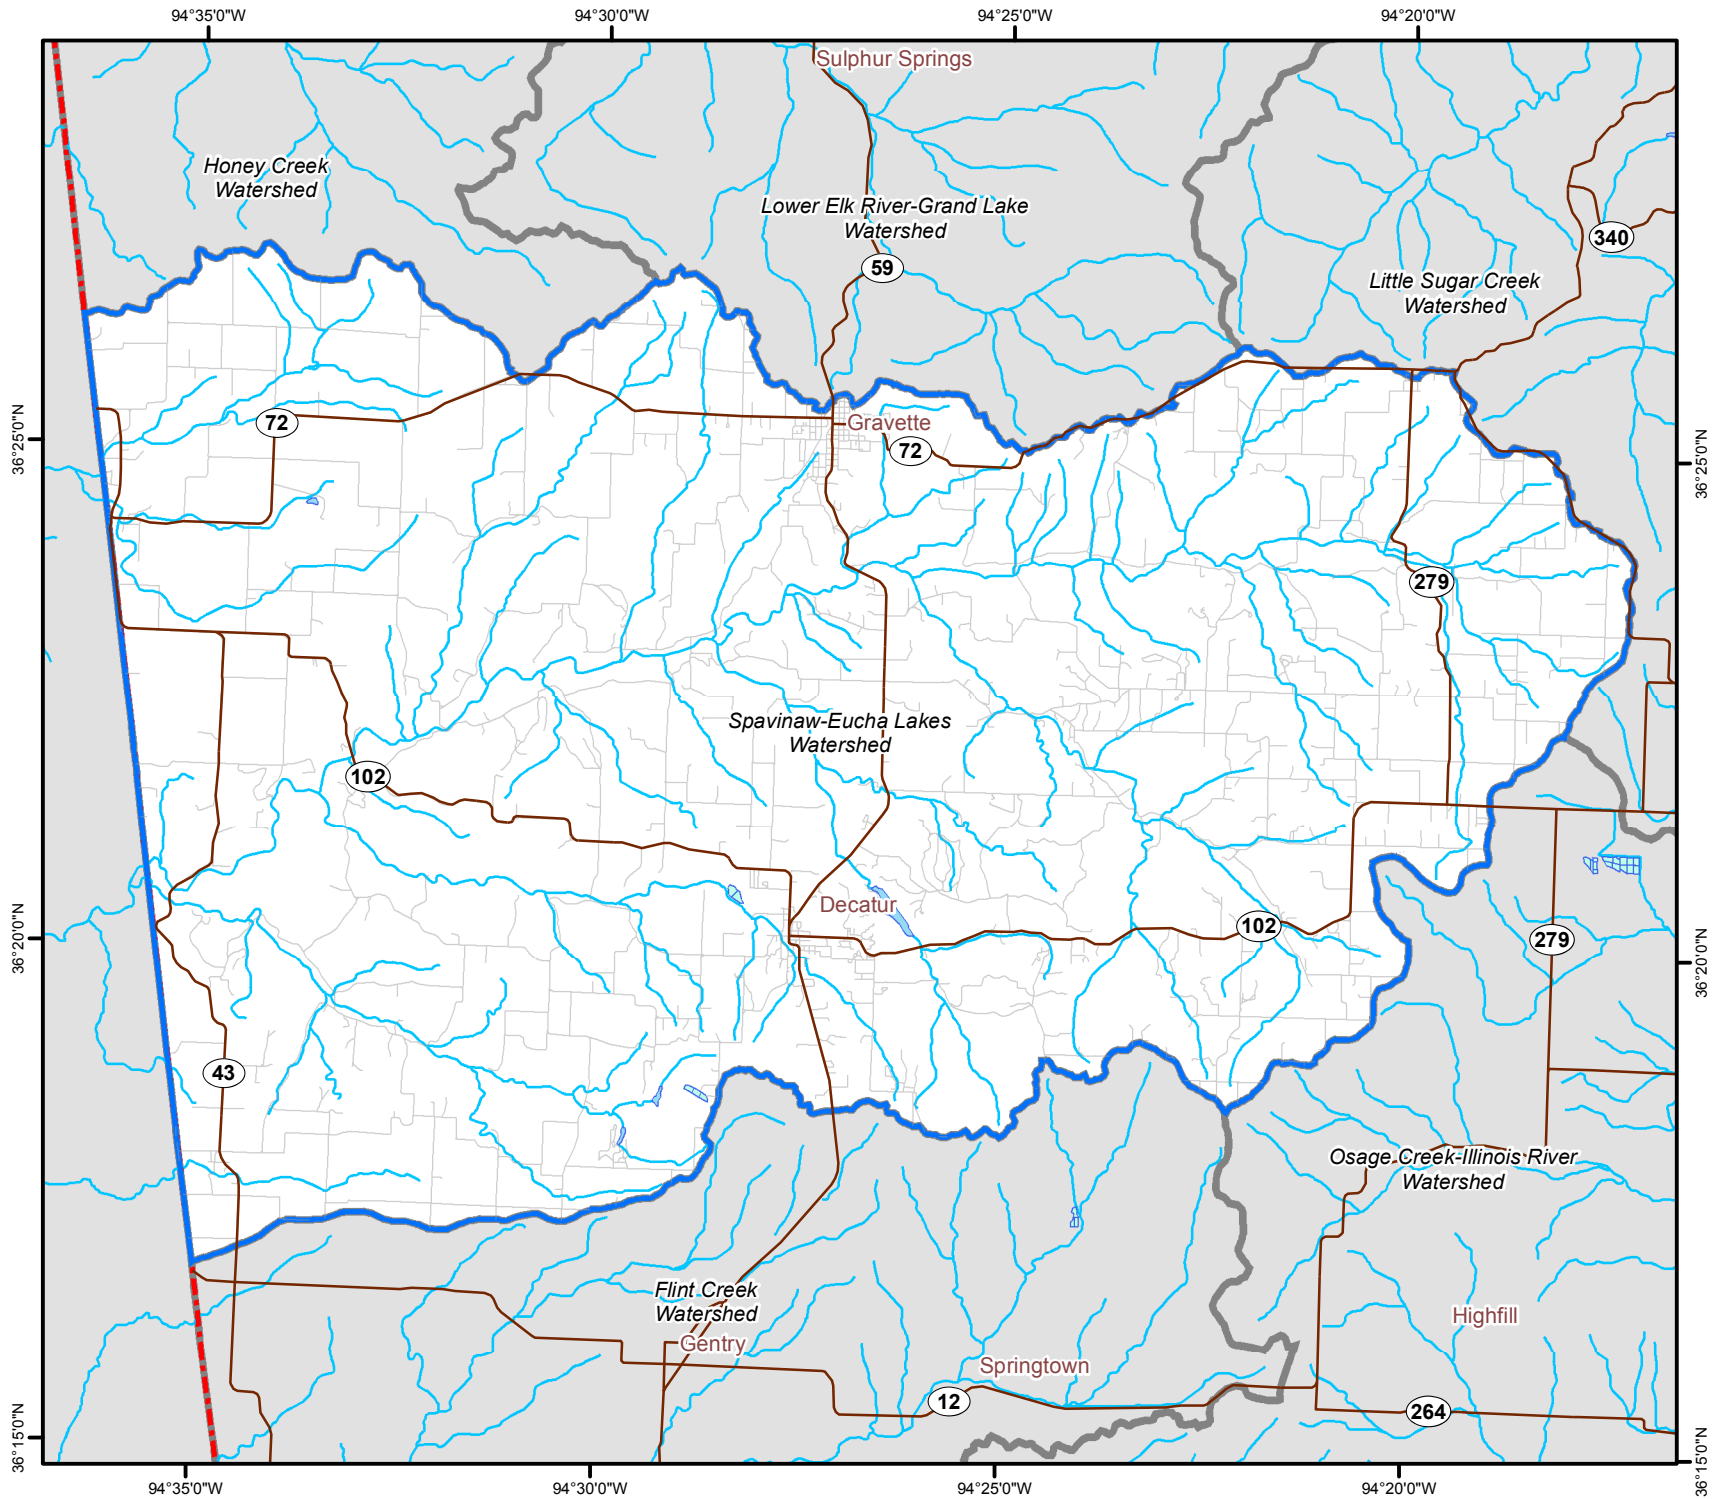 94°35'0"W
94°30'0"W
94°25'0"W
94°20'0"W
Sulphur Springs
Honey Creek
Watershed
Lower Elk River-Grand Lake
Watershed
340
59
Little Sugar Creek
Watershed
36°25'0"N
72
Gravette
72
36°25'0"N
279
Spavinaw-Eucha Lakes
Watershed
102
Decatur
102
36°20'0"N
279
36°20'0"N
43
Osage Creek-Illinois River
Watershed
Flint Creek
Watershed
Highfill
Gentry
Springtown
12
264
36°15'0"N
36°15'0"N
94°35'0"W
94°30'0"W
94°25'0"W
94°20'0"W